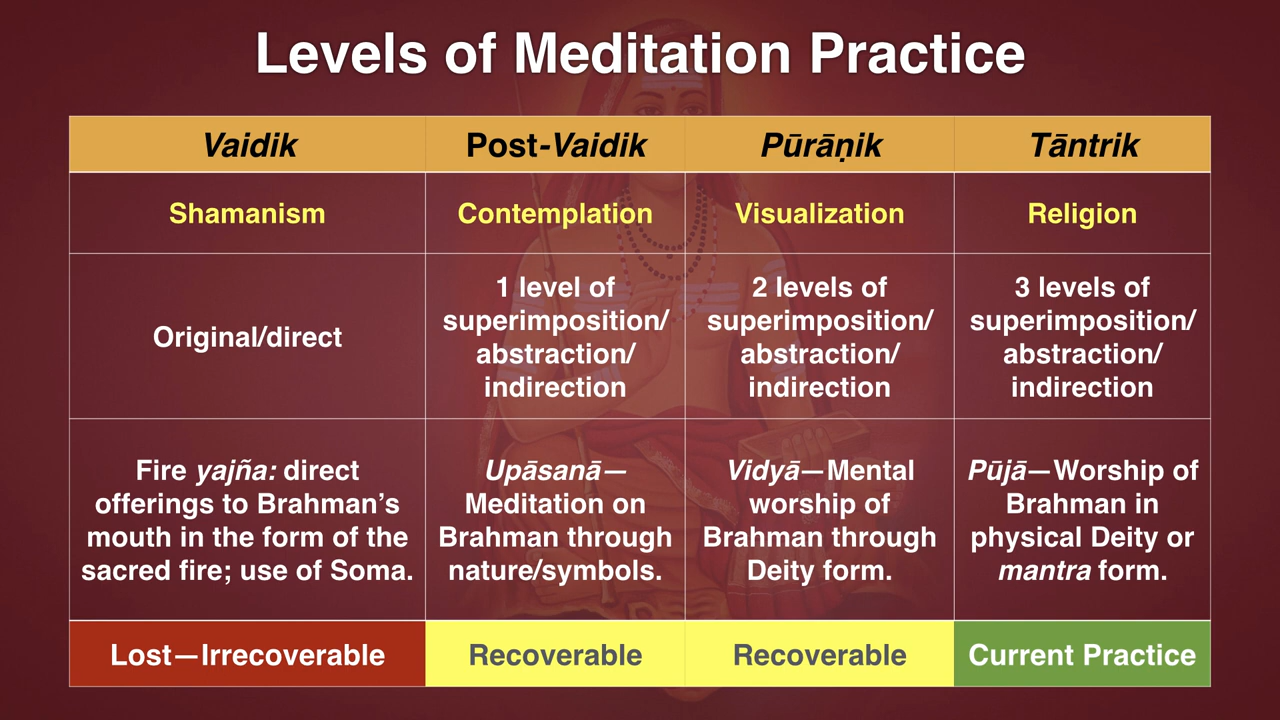 Levels of Meditation Practice
Vaidik
Post-Vaidik
Pūrāṇik
Tāntrik
Shamanism
Contemplation
Visualization
Religion
Original/direct
1 level of
superimposition/
abstraction/
indirection
2 levels of
superimposition/
abstraction/
indirection
3 levels of
superimposition/
abstraction/
indirection
Fire yajña: direct
offerings to Brahman’s
mouth in the form of the
sacred fire; use of Soma.
Upāsanā—
Meditation on
Brahman through
nature/symbols.
Vidyā—Mental
worship of
Brahman through
Deity form.
Pūjā—Worship of
Brahman in
physical Deity or
mantra form.
Lost—Irrecoverable
Recoverable
Recoverable
Current Practice